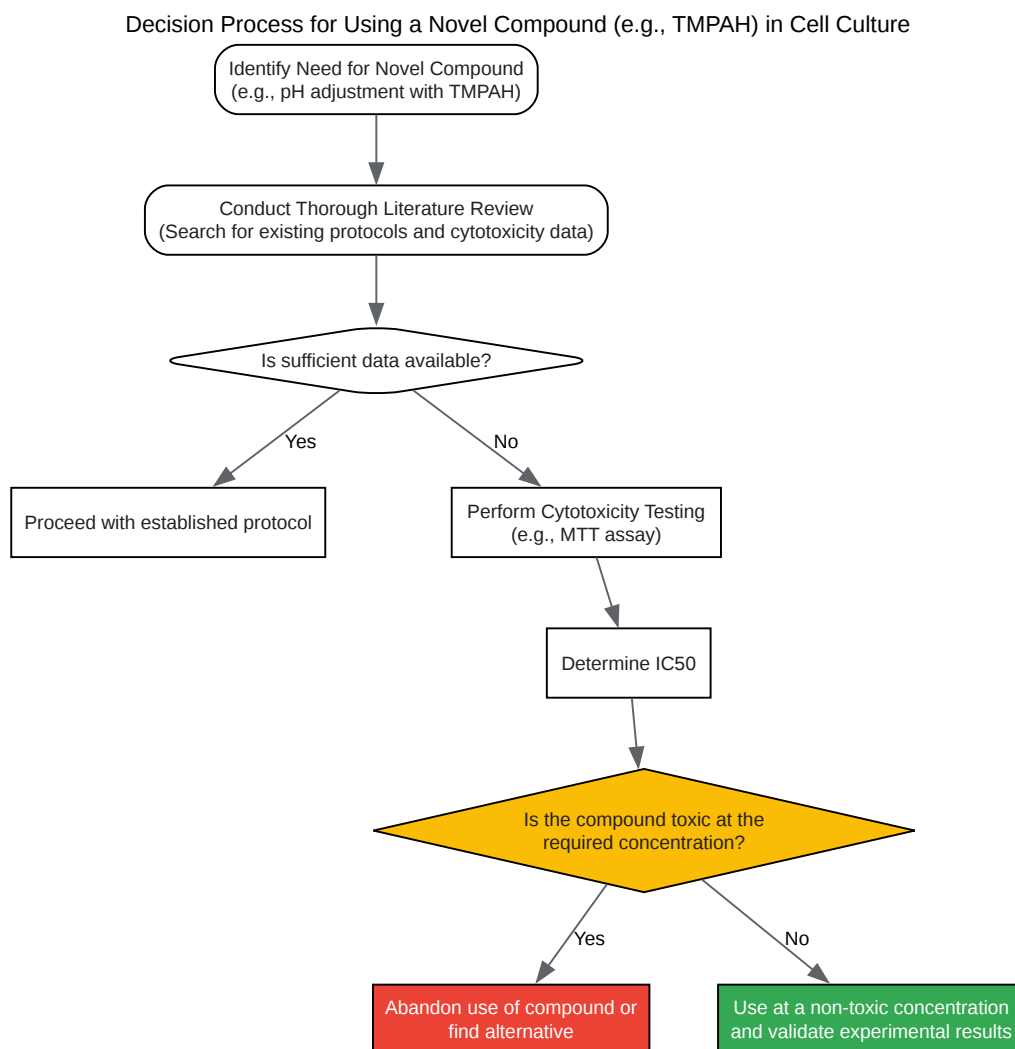 Decision Process for Using a Novel Compound (e.g., TMPAH) in Cell Culture
Identify Need for Novel Compound
(e.g., pH adjustment with TMPAH)
Conduct Thorough Literature Review
(Search for existing protocols and cytotoxicity data)
Is sufficient data available?
Yes
No
Proceed with established protocol
Perform Cytotoxicity Testing
(e.g., MTT assay)
Determine IC50
Is the compound toxic at the
required concentration?
Yes
No
Abandon use of compound or
find alternative
Use at a non-toxic concentration
and validate experimental results